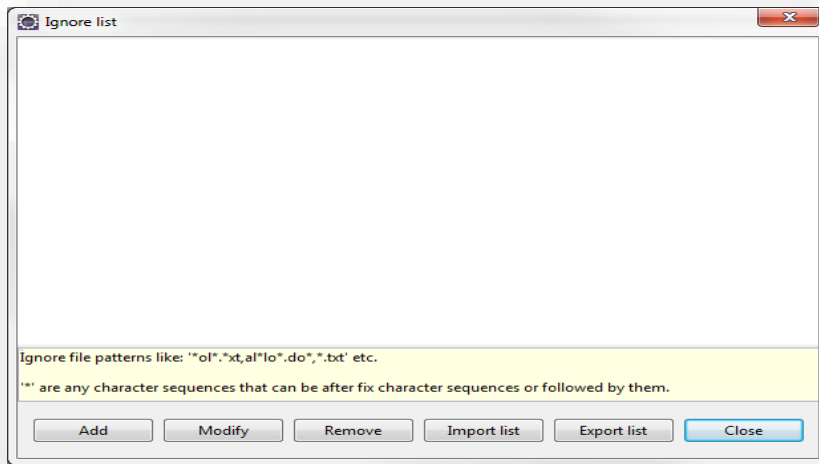 Ignore list
Ignore file patterns like: '*ol*.*xt,al*lo*.do*,*.txt' etc.
'*' are any character sequences that can be after fix character sequences or followed by them.
Add Modify Remove Import list Export list Close